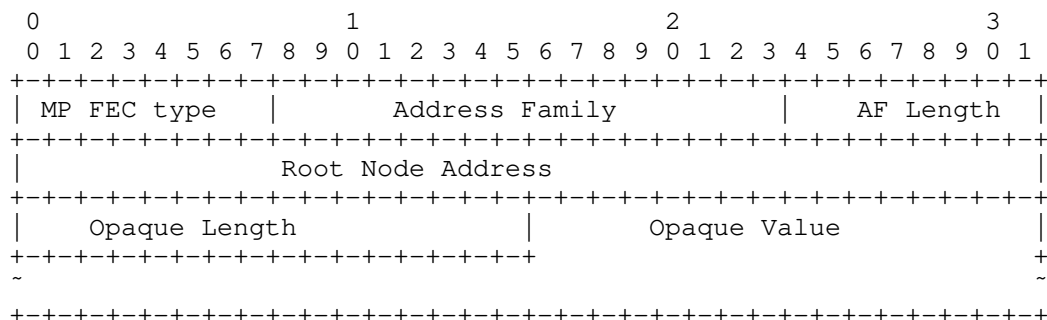 0                   1                   2                   3
 0 1 2 3 4 5 6 7 8 9 0 1 2 3 4 5 6 7 8 9 0 1 2 3 4 5 6 7 8 9 0 1
+-+-+-+-+-+-+-+-+-+-+-+-+-+-+-+-+-+-+-+-+-+-+-+-+-+-+-+-+-+-+-+-+
| MP FEC type   |       Address Family          |    AF Length  |
+-+-+-+-+-+-+-+-+-+-+-+-+-+-+-+-+-+-+-+-+-+-+-+-+-+-+-+-+-+-+-+-+
|                Root Node Address                              |
+-+-+-+-+-+-+-+-+-+-+-+-+-+-+-+-+-+-+-+-+-+-+-+-+-+-+-+-+-+-+-+-+
|    Opaque Length              |       Opaque Value            |
+-+-+-+-+-+-+-+-+-+-+-+-+-+-+-+-+                               +
~                                                               ~
+-+-+-+-+-+-+-+-+-+-+-+-+-+-+-+-+-+-+-+-+-+-+-+-+-+-+-+-+-+-+-+-+